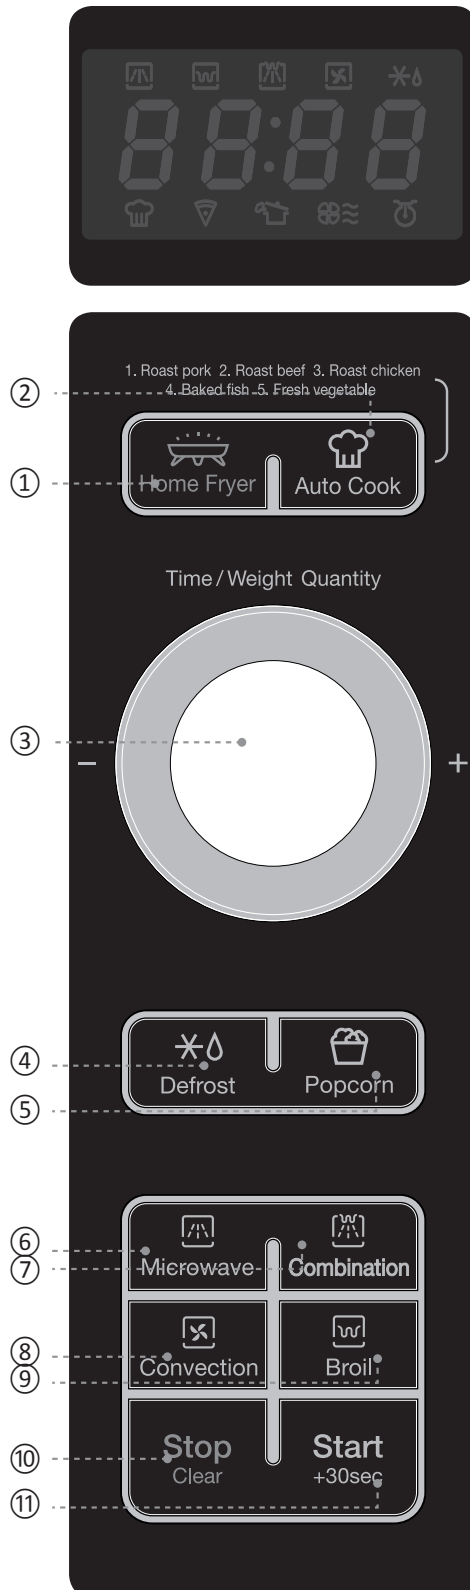 88:88
1. Roast pork 2. Roast beef 3. Roast chicken
② 4. Baked fish 5. Fresh vegetable
① Home Fryer Auto Cook
Time / Weight Quantity
③
− +
④ Defrost Popcorn
⑤
⑥ Microwave Combination
⑦
⑧ Convection Broil
⑨
⑩ Stop Start
Clear +30sec
⑪